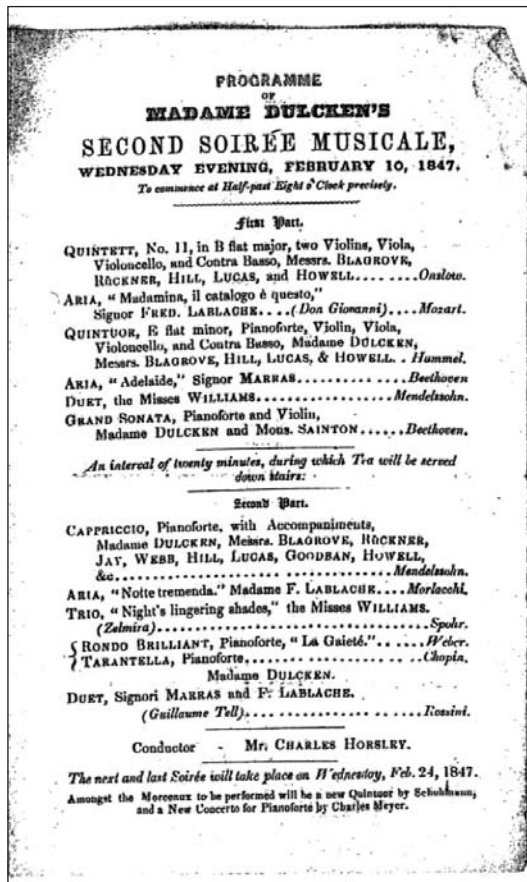 PROGRAMME
OF
MADAME DULCKEN'S
SECOND SOIRÉE MUSICALE,
WEDNESDAY EVENING, FEBRUARY 10, 1847.
To commence at Half-past Eight o'Clock precisely.
First Part.
QUINTETT, No. 11, in B flat major, two Violins, Viola,
Violoncello, and Contra Basso, Messrs. BLAGROVE,
RÜCKNER, HILL, LUCAS, and HOWELL........Onslow.
ARIA, "Madamina, il catalogo é questo,"
Signor FRED. LABLACHE....(Don Giovanni)....Mozart.
QUINTUOR, E flat minor, Pianoforte, Violin, Viola,
Violoncello, and Contra Basso, Madame DULCKEN,
Messrs. BLAGROVE, HILL, LUCAS, & HOWELL..Hummel.
ARIA, "Adelaide," Signor MARRAS..............Beethoven
DUET, the Misses WILLIAMS..................Mendelssohn.
GRAND SONATA, Pianoforte and Violin,
Madame DULCKEN and Mons. SAINTON......Beethoven.
An interval of twenty minutes, during which Tea will be served
down stairs:
Second Part.
CAPPRICCIO, Pianoforte, with Accompaniments,
Madame DULCKEN, Messrs. BLAGROVE, RÜCKNER,
JAY, WEBB, HILL, LUCAS, GOODBAN, HOWELL,
&c.......................................Mendelssohn.
ARIA, "Notte tremenda." Madame F. LABLACHE....Morlacchi.
TRIO, "Night's lingering shades," the Misses WILLIAMS.
(Zelmira)......................................Spohr.
RONDO BRILLIANT, Pianoforte, "La Gaieté.".......Weber.
TARANTELLA, Pianoforte......................Chopin.
Madame DULCKEN.
DUET, Signori MARRAS and F. LABLACHE.
(Guillaume Tell)..........................Rossini.
Conductor - Mr. CHARLES HORSLEY.
The next and last Soirée will take place on Wednesday, Feb. 24, 1847.
Amongst the Morceaux to be performed will be a new Quintuor by Schuhmann,
and a New Concerto for Pianoforte by Charles Meyer.